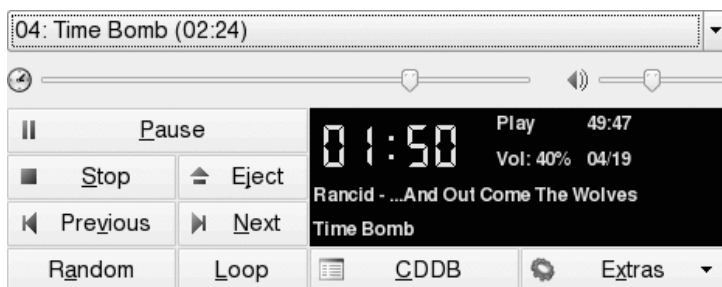 04: Time Bomb (02:24)
Pause
Stop
Eject
Previous
Next
Random
Loop
01:50
Play 49:47
Vol: 40% 04/19
Rancid - ...And Out Come The Wolves
Time Bomb
CDDB
Extras